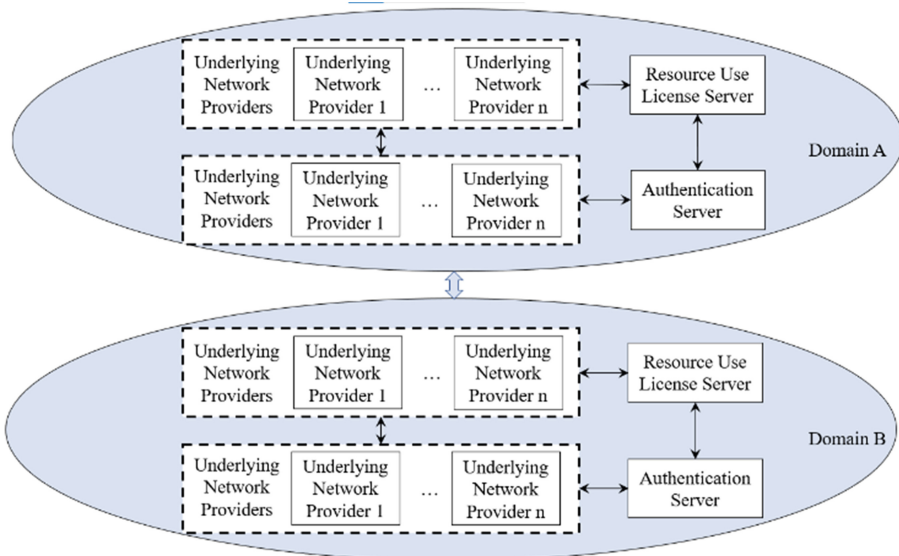 Underlying
Network
Providers
Underlying
Network
Provider 1
...
Underlying
Network
Provider n
Resource Use
License Server
Domain A
Underlying
Network
Providers
Underlying
Network
Provider 1
...
Underlying
Network
Provider n
Authentication
Server
Underlying
Network
Providers
Underlying
Network
Provider 1
...
Underlying
Network
Provider n
Resource Use
License Server
Domain B
Underlying
Network
Providers
Underlying
Network
Provider 1
...
Underlying
Network
Provider n
Authentication
Server